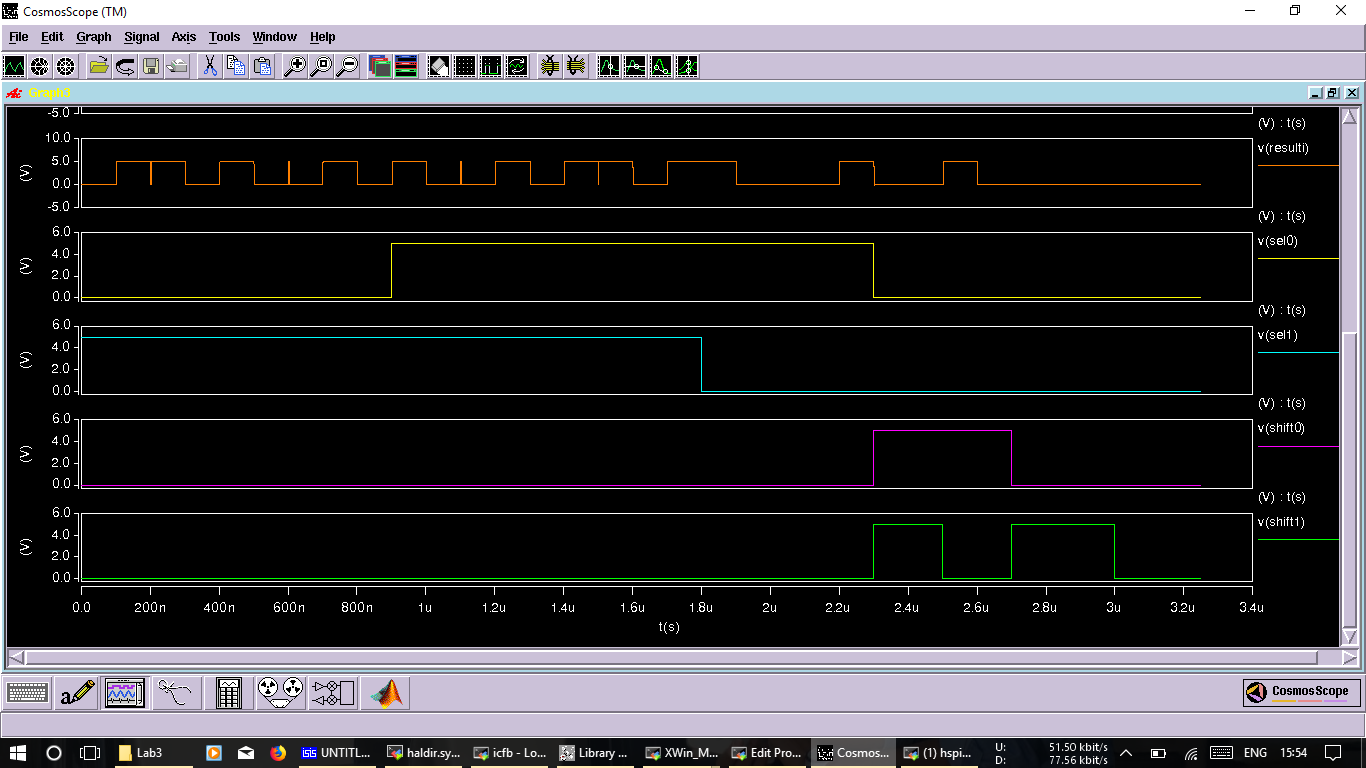 CosmosScope (TM)
File Edit Graph Signal Axis Tools Window Help
Graph3
-5.0
(V) : t(s)
10.0
v(resulti)
5.0
(V)
0.0
-5.0
(V) : t(s)
6.0
v(sel0)
4.0
(V)
2.0
0.0
(V) : t(s)
6.0
v(sel1)
4.0
(V)
2.0
0.0
(V) : t(s)
6.0
v(shift0)
4.0
(V)
2.0
0.0
(V) : t(s)
6.0
v(shift1)
4.0
(V)
2.0
0.0
0.0 200n 400n 600n 800n 1u 1.2u 1.4u 1.6u 1.8u 2u 2.2u 2.4u 2.6u 2.8u 3u 3.2u 3.4u
t(s)
a
CosmosScope
Lab3 isis UNTITL... haldir.sy... icfb - Lo... Library ... XWin_M... Edit Pro... Cosmos... (1) hspi... U: 51.50 kbit/s ENG 15:54
D: 77.56 kbit/s